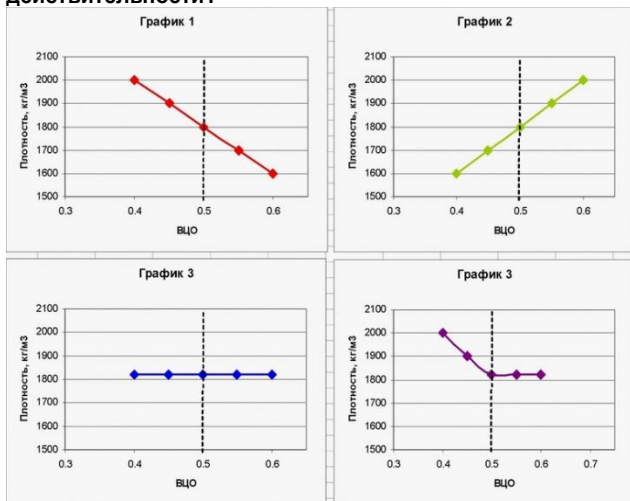 действительности?
График 1
Плотность, кг/м3
2100
2000
1900
1800
1700
1600
1500
0.3 0.4 0.5 0.6
ВЦО
График 2
Плотность, кг/м3
2100
2000
1900
1800
1700
1600
1500
0.3 0.4 0.5 0.6
ВЦО
График 3
Плотность, кг/м3
2100
2000
1900
1800
1700
1600
1500
0.3 0.4 0.5 0.6
ВЦО
График 3
Плотность, кг/м3
2100
2000
1900
1800
1700
1600
1500
0.3 0.4 0.5 0.6 0.7
ВЦО